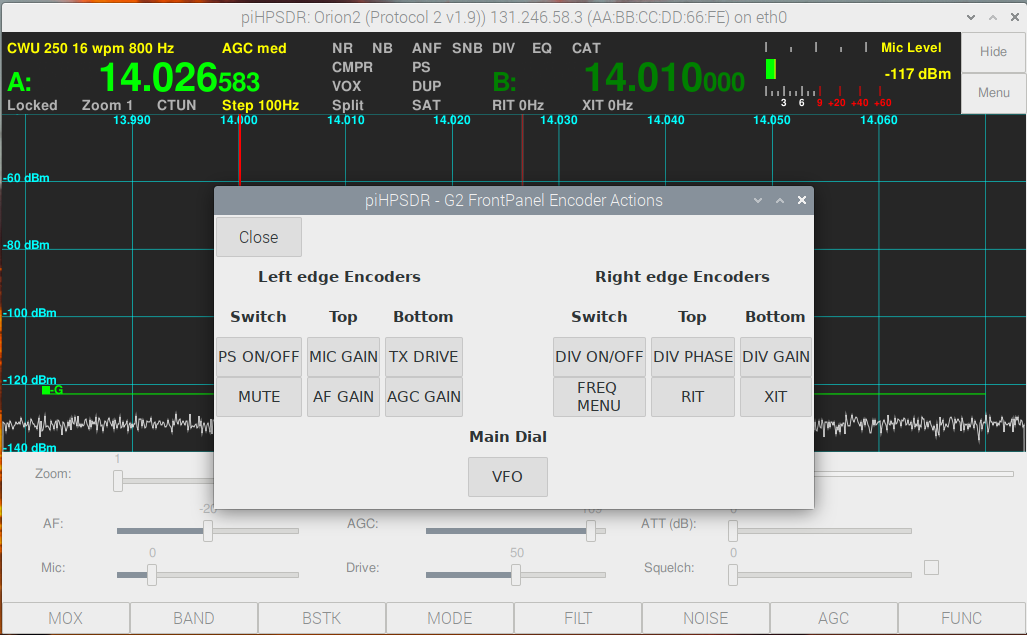 piHPSDR: Orion2 (Protocol 2 v1.9)) 131.246.58.3 (AA:BB:CC:DD:66:FE) on eth0
CWU 250 16 wpm 800 Hz AGC med NR NB ANF SNB DIV EQ CAT Mic Level Hide
A: 14.026583 CMPR PS B: 14.010000 -117 dBm
VOX DUP Menu
Locked Zoom 1 CTUN Step 100Hz Split SAT RIT 0Hz XIT 0Hz 3 6 9 +20 +40 +60
13.990 14.000 14.010 14.020 14.030 14.040 14.050 14.060
-60 dBm
-80 dBm
-100 dBm
-120 dBm
-G
-140 dBm
piHPSDR - G2 FrontPanel Encoder Actions
Close
Left edge Encoders Right edge Encoders
Switch Top Bottom Switch Top Bottom
PS ON/OFF MIC GAIN TX DRIVE DIV ON/OFF DIV PHASE DIV GAIN
MUTE AF GAIN AGC GAIN FREQ MENU RIT XIT
Main Dial
VFO
1
Zoom:
AF: AGC: ATT (dB):
0 50 0
Mic: Drive: Squelch:
MOX BAND BSTK MODE FILT NOISE AGC FUNC